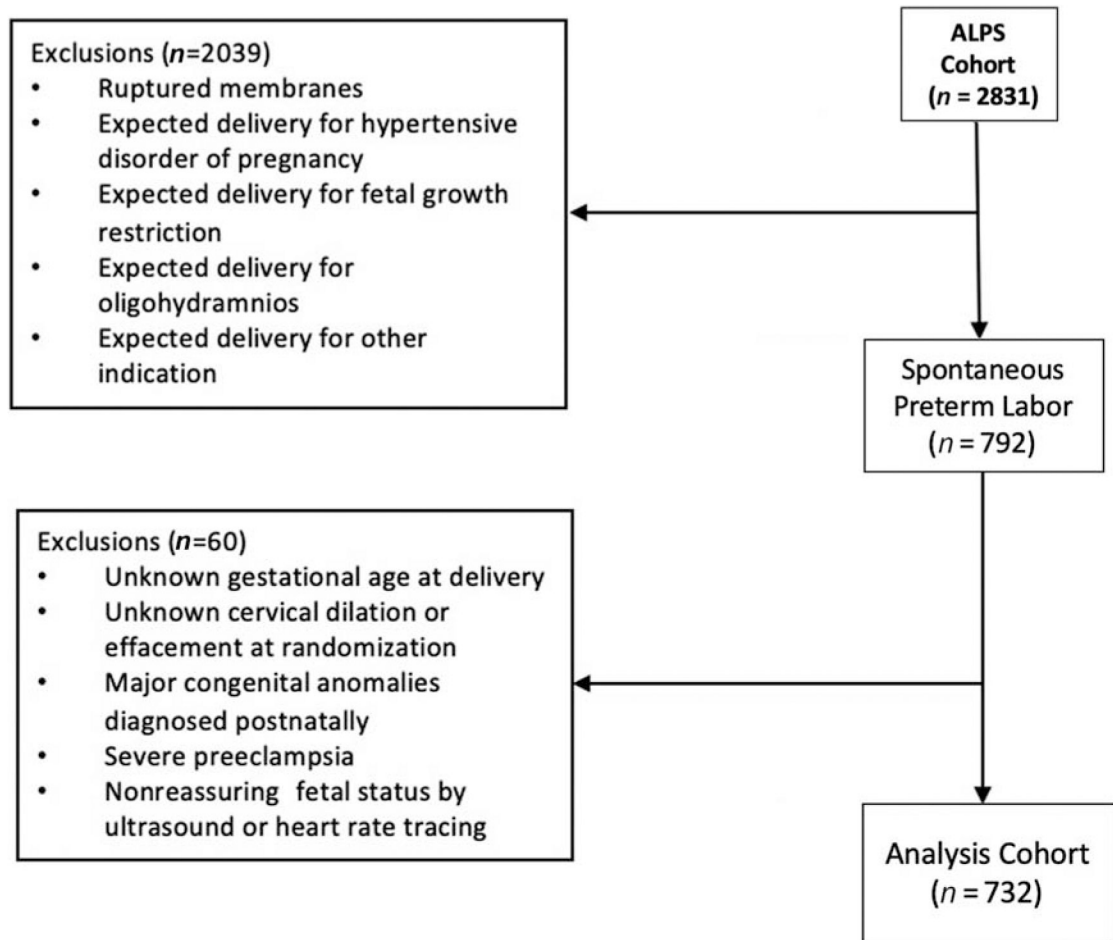 ALPS
Cohort
(n = 2831)
Exclusions (n=2039)
• Ruptured membranes
• Expected delivery for hypertensive
disorder of pregnancy
• Expected delivery for fetal growth
restriction
• Expected delivery for
oligohydramnios
• Expected delivery for other
indication
Spontaneous
Preterm Labor
(n = 792)
Exclusions (n=60)
• Unknown gestational age at delivery
• Unknown cervical dilation or
effacement at randomization
• Major congenital anomalies
diagnosed postnatally
• Severe preeclampsia
• Nonreassuring fetal status by
ultrasound or heart rate tracing
Analysis Cohort
(n = 732)